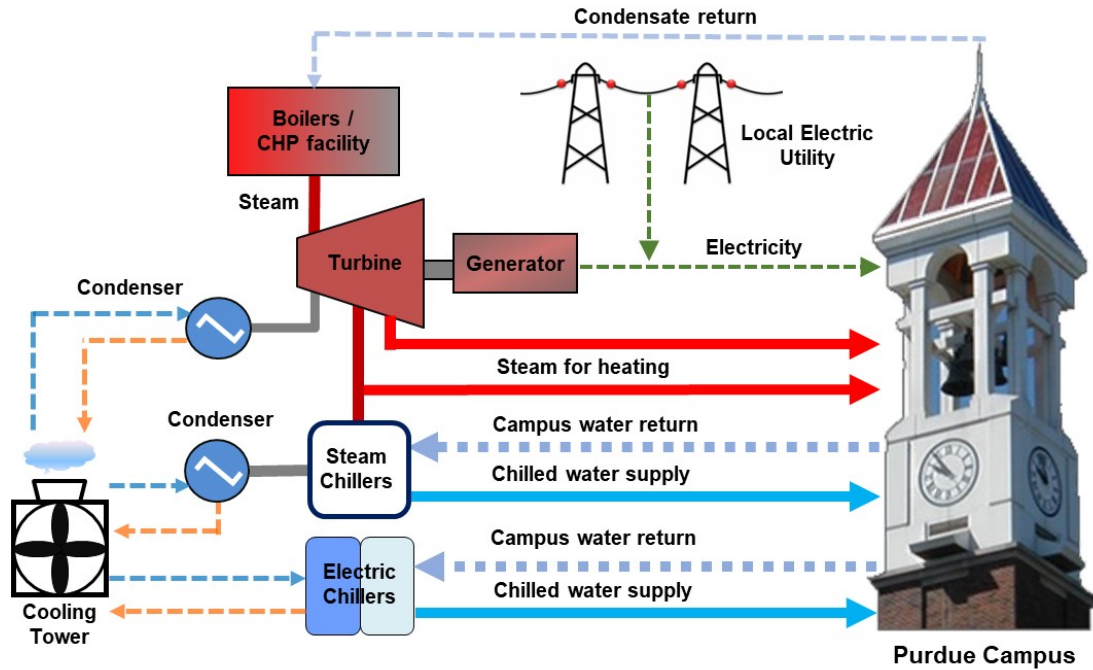 Condensate return
Boilers /
CHP facility
Local Electric
Utility
Steam
Turbine
Generator
Electricity
Condenser
Steam for heating
Condenser
Campus water return
Steam
Chillers
Chilled water supply
Campus water return
Electric
Chillers
Chilled water supply
Cooling
Tower
Purdue Campus